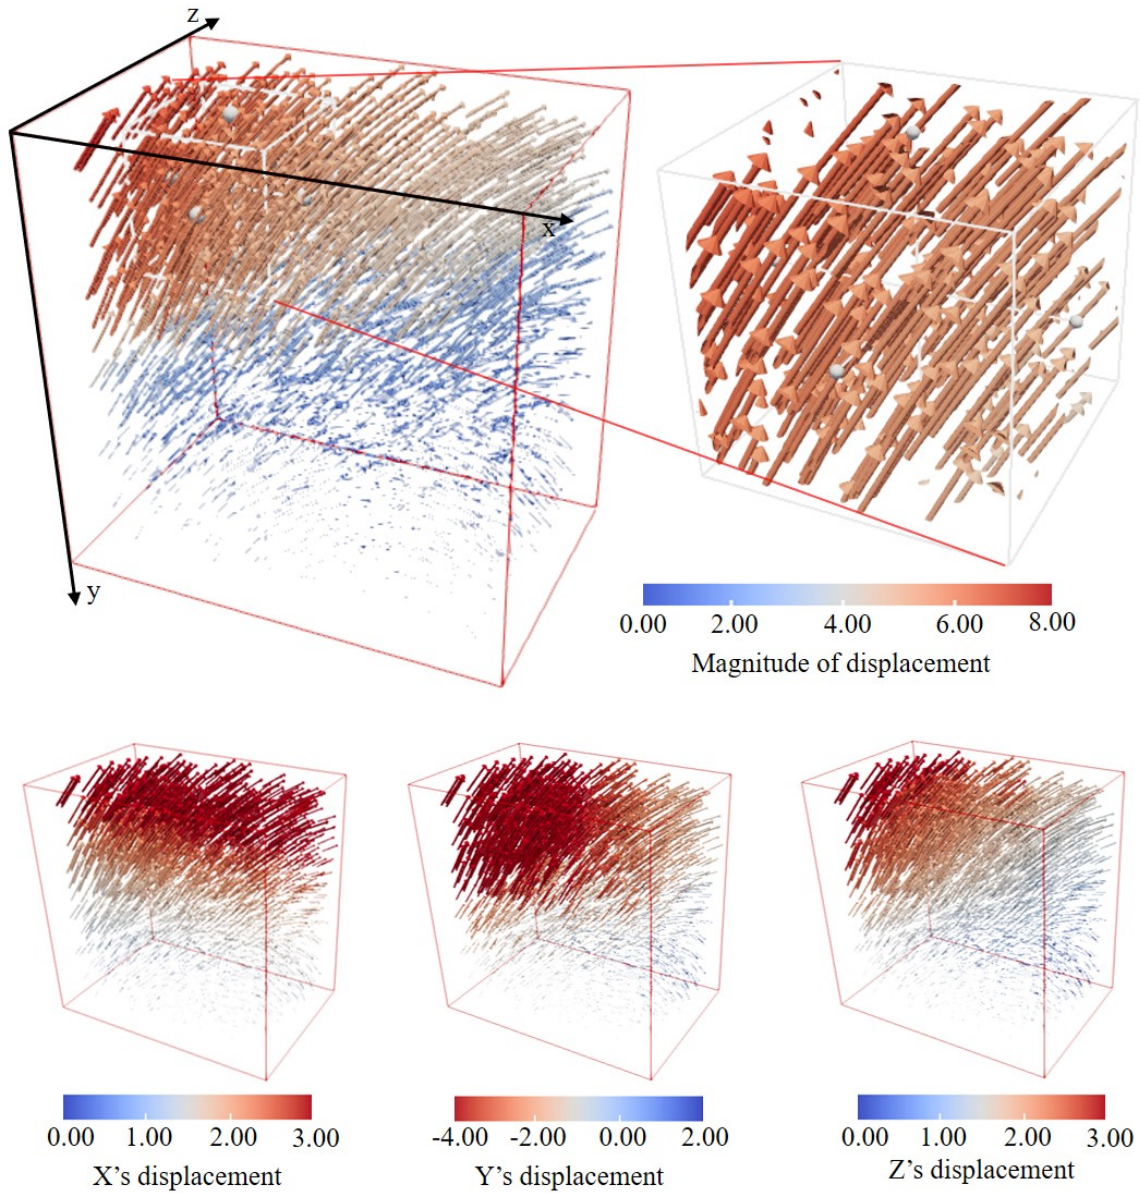 z
x
y
0.00 2.00 4.00 6.00 8.00
Magnitude of displacement
0.00 1.00 2.00 3.00
X’s displacement
-4.00 -2.00 0.00 2.00
Y’s displacement
0.00 1.00 2.00 3.00
Z’s displacement